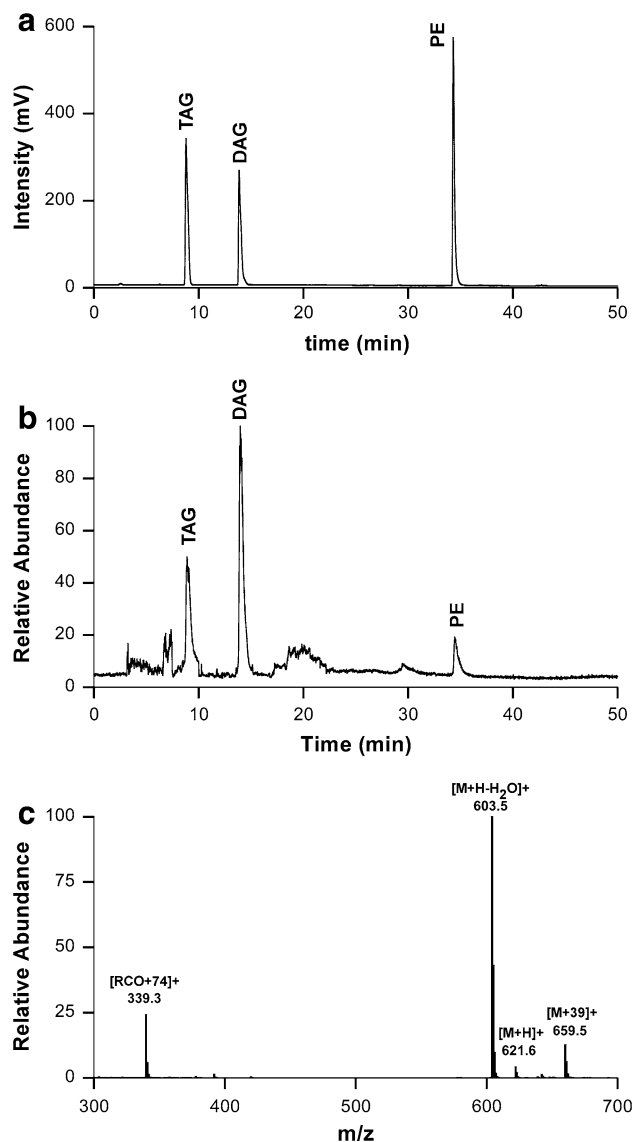 a
600
400
200
0
Intensity (mV)
TAG
DAG
PE
0 10 20 30 40 50
time (min)
b
100
80
60
40
20
0
Relative Abundance
TAG
DAG
PE
0 10 20 30 40 50
Time (min)
c
100
75
50
25
0
Relative Abundance
[RCO+74]+
339.3
[M+H-H2O]+
603.5
[M+H]+
621.6
[M+39]+
659.5
300 400 500 600 700
m/z